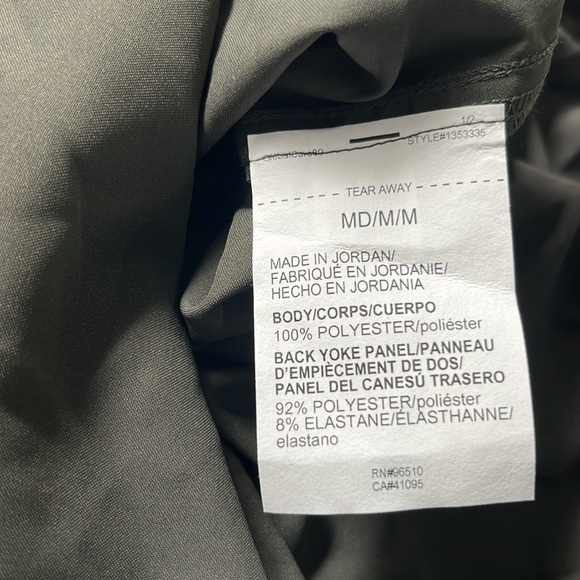 1/2
STYLE#1353335
GlobalCare99
TEAR AWAY
MD/M/M
MADE IN JORDAN/
FABRIQUÉ EN JORDANIE/
HECHO EN JORDANIA
BODY/CORPS/CUERPO
100% POLYESTER/poliéster
BACK YOKE PANEL/PANNEAU
D'EMPIÈCEMENT DE DOS/
PANEL DEL CANESÚ TRASERO
92% POLYESTER/poliéster
8% ELASTANE/ÉLASTHANNE/
elastano
RN#96510
CA#41095